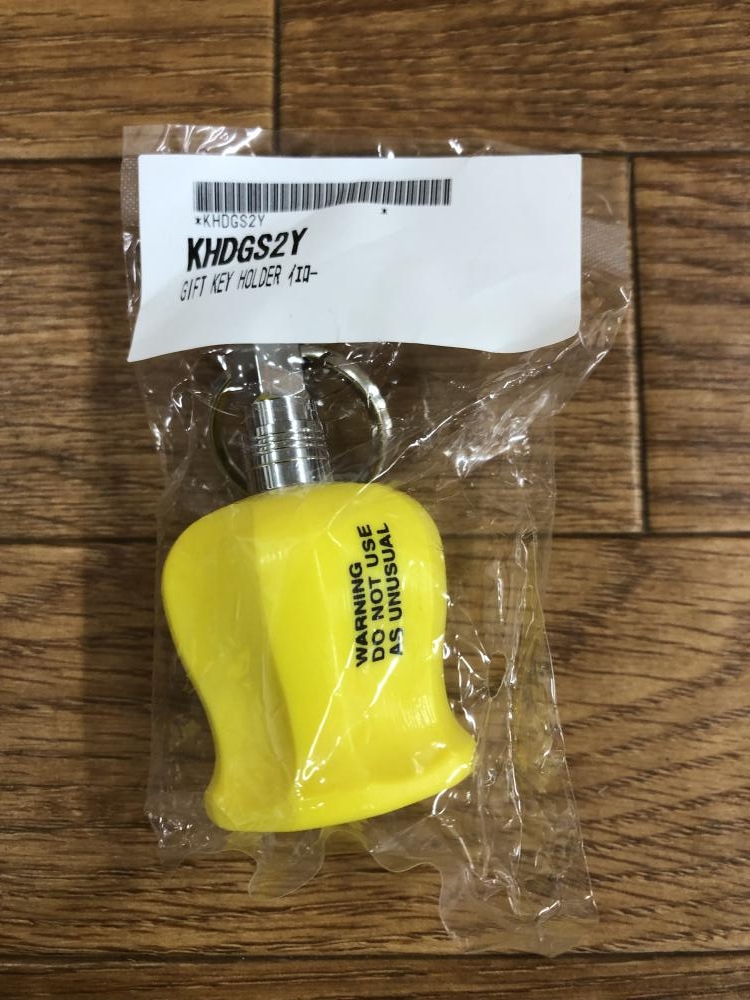 *KHDGS2Y *
KHDGS2Y
GIFT KEY HOLDER ｲｴﾛｰ
WARNING
DO NOT USE
AS UNUSUAL